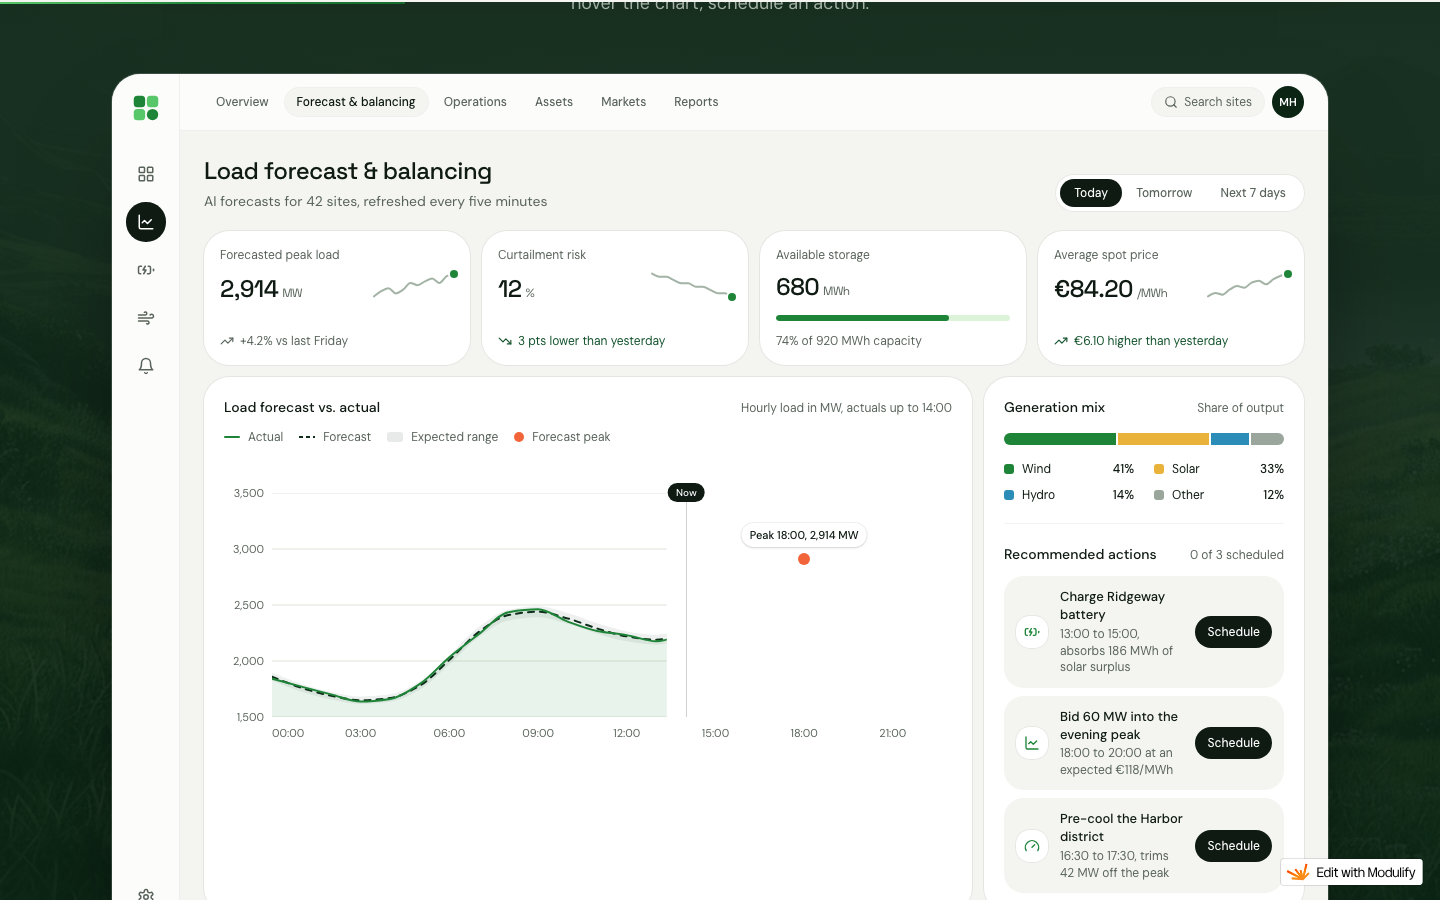 hover the chart, schedule an action.
Overview
Forecast & balancing
Operations
Assets
Markets
Reports
Search sites
MH
Load forecast & balancing
AI forecasts for 42 sites, refreshed every five minutes
Today
Tomorrow
Next 7 days
Forecasted peak load
2,914 MW
+4.2% vs last Friday
Curtailment risk
12 %
3 pts lower than yesterday
Available storage
680 MWh
74% of 920 MWh capacity
Average spot price
€84.20 /MWh
€6.10 higher than yesterday
Load forecast vs. actual
Hourly load in MW, actuals up to 14:00
Actual
Forecast
Expected range
Forecast peak
3,500
3,000
2,500
2,000
1,500
Now
Peak 18:00, 2,914 MW
00:00
03:00
06:00
09:00
12:00
15:00
18:00
21:00
Generation mix
Share of output
Wind 41%
Solar 33%
Hydro 14%
Other 12%
Recommended actions
0 of 3 scheduled
Charge Ridgeway
battery
13:00 to 15:00,
absorbs 186 MWh of
solar surplus
Schedule
Bid 60 MW into the
evening peak
18:00 to 20:00 at an
expected €118/MWh
Schedule
Pre-cool the Harbor
district
16:30 to 17:30, trims
42 MW off the peak
Schedule
Edit with Modulify